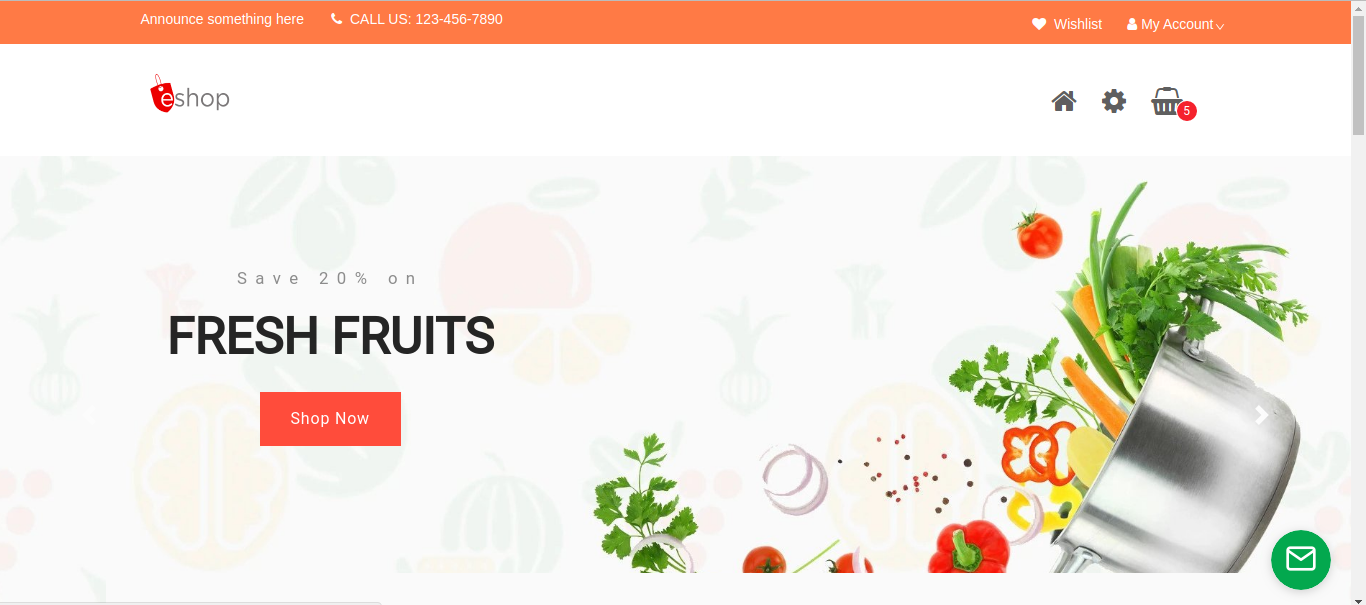 Announce something here CALL US: 123-456-7890 Wishlist My Account
eshop
5
Save 20% on
FRESH FRUITS
Shop Now